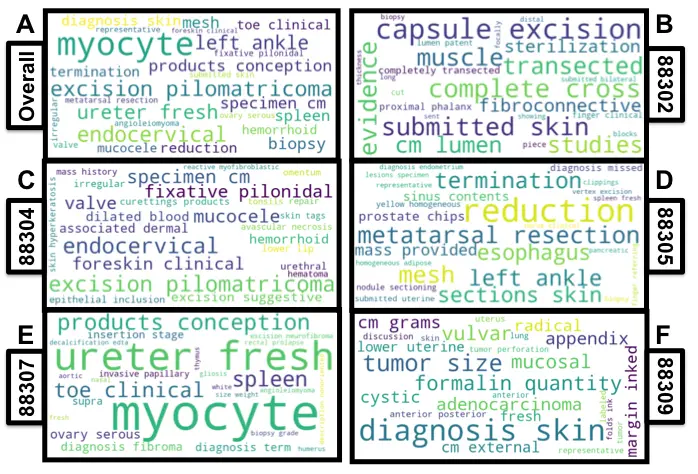 A
Overall
diagnosis skin mesh toe clinical
representative foreskin clinical
myocyte left ankle
fixative pilonidal
termination products conception
submitted skin
excision pilomatricoma
metatarsal resection specimen cm
ureter fresh ovary serous spleen
angioleiomyoma
irregular
endocervical hemorrhoid
valve mucocele reduction biopsy
B
88302
biopsy distal
capsule excision
lumen patent focally sterilization
muscle
thickness
evidence
completely transected transected
long submitted bilateral
cut complete cross
proximal phalanx fibroconnective
sent showing finger clinical
submitted skin blocks
cm lumen piece studies
C
88304
reactive myofibroblastic
mass history specimen cm omentum
irregular fixative pilonidal
skin hyperkeratosis
valve curettings products tonsils repair
dilated blood mucocele skin tags
associated dermal avascular necrosis
endocervical hemorrhoid
lower lip
foreskin clinical urethral
hematoma
excision pilomatricoma
epithelial inclusion excision suggestive
D
88305
diagnosis endometrium diagnosis missed
lesions specimen termination clippings
representative vertex excision
sinus contents spleen fresh
yellow homogeneous reduction
prostate chips
metatarsal resection
mass provided esophagus pancreatic
homogeneous adipose
finger referring
mesh left ankle
nodule sectioning
submitted uterine sections skin biopsy
E
88307
products conception
insertion stage excision neurofibroma
decalcification edta rectal prolapse
ureter fresh
thymus
aortic invasive papillary gliosis spleen
nasal
toe clinical white angioleiomyoma
size weight
supra myocyte
fresh
ovary serous biopsy grade
diagnosis fibroma diagnosis term humerus
F
88309
cm grams uterus radical
discussion skin vulvar lung appendix
lower uterine tumor perforation
tumor size mucosal
formalin quantity
cystic anterior
adenocarcinoma
anterior posterior fresh
labeled
folds ink
margin inked
diagnosis skin
tumor
cm external representative